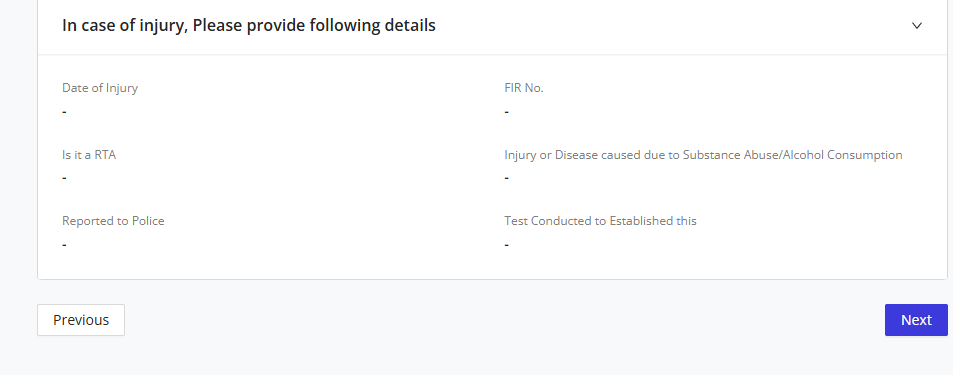 In case of injury, Please provide following details
Date of Injury
-
FIR No.
-
Is it a RTA
-
Injury or Disease caused due to Substance Abuse/Alcohol Consumption
-
Reported to Police
-
Test Conducted to Established this
-
Previous
Next